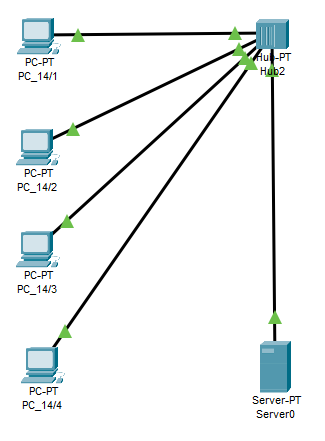 PC-PT
PC_14/1
Hub-PT
Hub2
PC-PT
PC_14/2
PC-PT
PC_14/3
PC-PT
PC_14/4
Server-PT
Server0